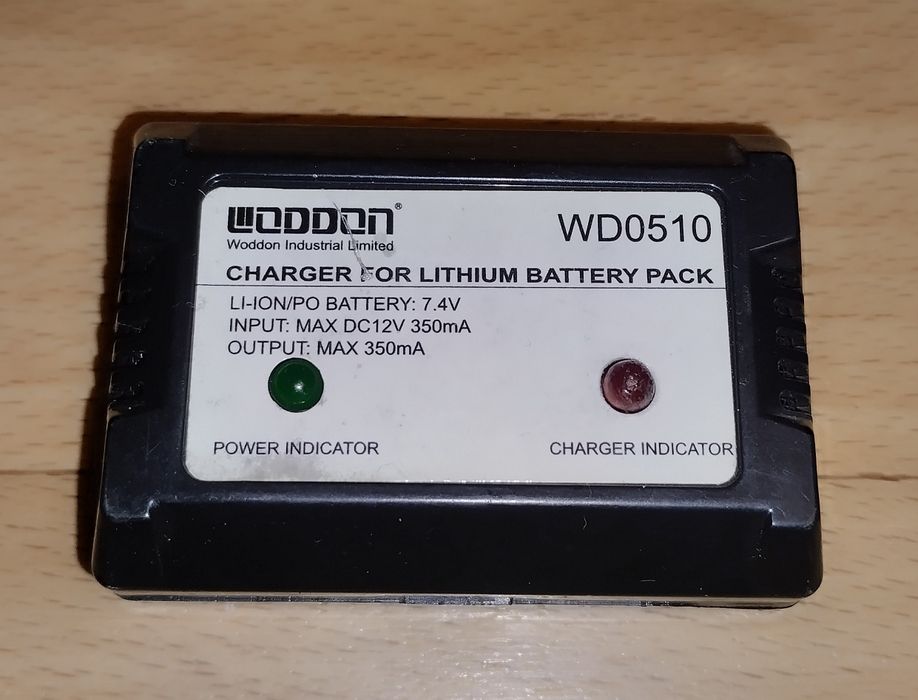 WODDON®
WD0510
Woddon Industrial Limited
CHARGER FOR LITHIUM BATTERY PACK
LI-ION/PO BATTERY: 7.4V
INPUT: MAX DC12V 350mA
OUTPUT: MAX 350mA
POWER INDICATOR
CHARGER INDICATOR